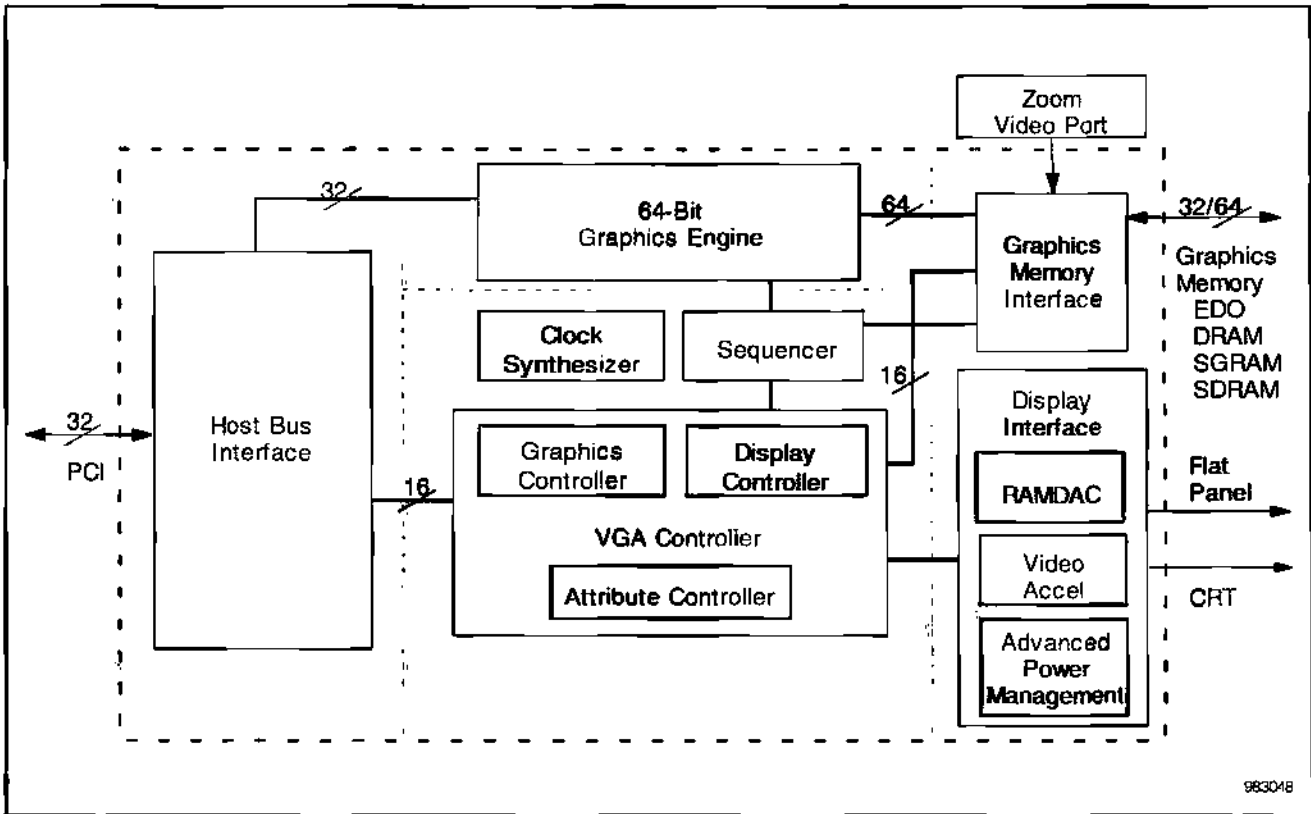 Zoom
Video Port
32
64-Bit
Graphics Engine
64
Graphics
Memory
Interface
32/64
Graphics
Memory
EDO
DRAM
SGRAM
SDRAM
Clock
Synthesizer
Sequencer
16
32
PCI
Host Bus
Interface
16
Graphics
Controller
Display
Controller
VGA Controller
Attribute Controller
Display
Interface
RAMDAC
Video
Accel
Advanced
Power
Management
Flat
Panel
CRT
983048